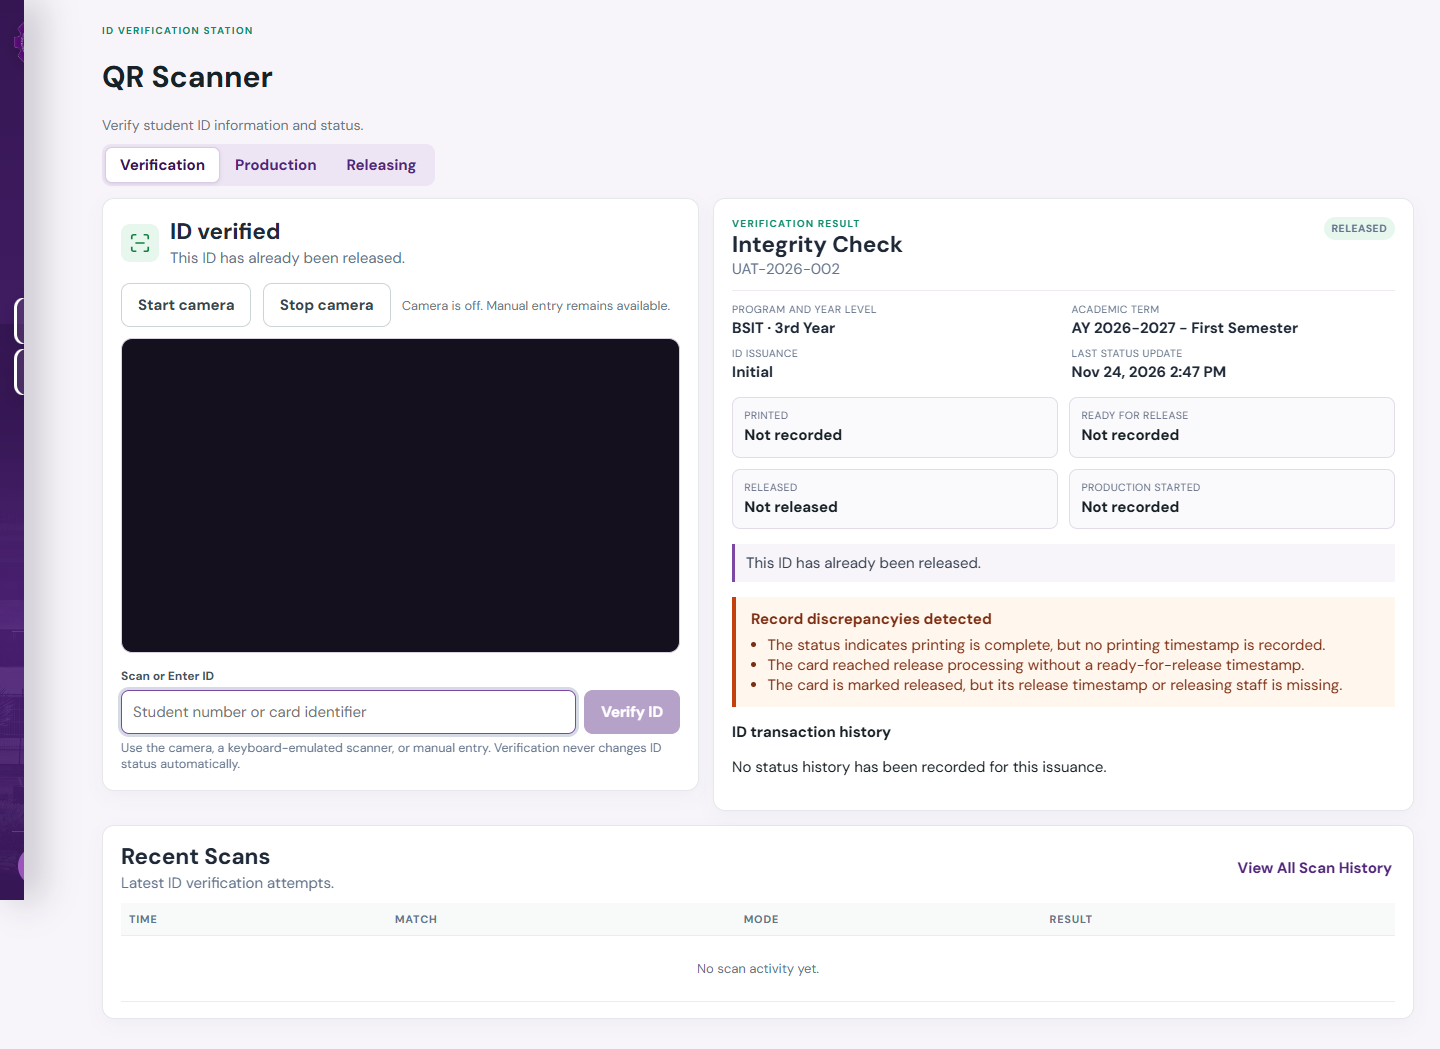 ID VERIFICATION STATION
QR Scanner
Verify student ID information and status.
Verification
Production
Releasing
ID verified
This ID has already been released.
Start camera
Stop camera
Camera is off. Manual entry remains available.
Scan or Enter ID
Student number or card identifier
Verify ID
Use the camera, a keyboard-emulated scanner, or manual entry. Verification never changes ID
status automatically.
VERIFICATION RESULT
RELEASED
Integrity Check
UAT-2026-002
PROGRAM AND YEAR LEVEL
BSIT · 3rd Year
ACADEMIC TERM
AY 2026-2027 - First Semester
ID ISSUANCE
Initial
LAST STATUS UPDATE
Nov 24, 2026 2:47 PM
PRINTED
Not recorded
READY FOR RELEASE
Not recorded
RELEASED
Not released
PRODUCTION STARTED
Not recorded
This ID has already been released.
Record discrepancyies detected
• The status indicates printing is complete, but no printing timestamp is recorded.
• The card reached release processing without a ready-for-release timestamp.
• The card is marked released, but its release timestamp or releasing staff is missing.
ID transaction history
No status history has been recorded for this issuance.
Recent Scans
Latest ID verification attempts.
View All Scan History
TIME
MATCH
MODE
RESULT
No scan activity yet.